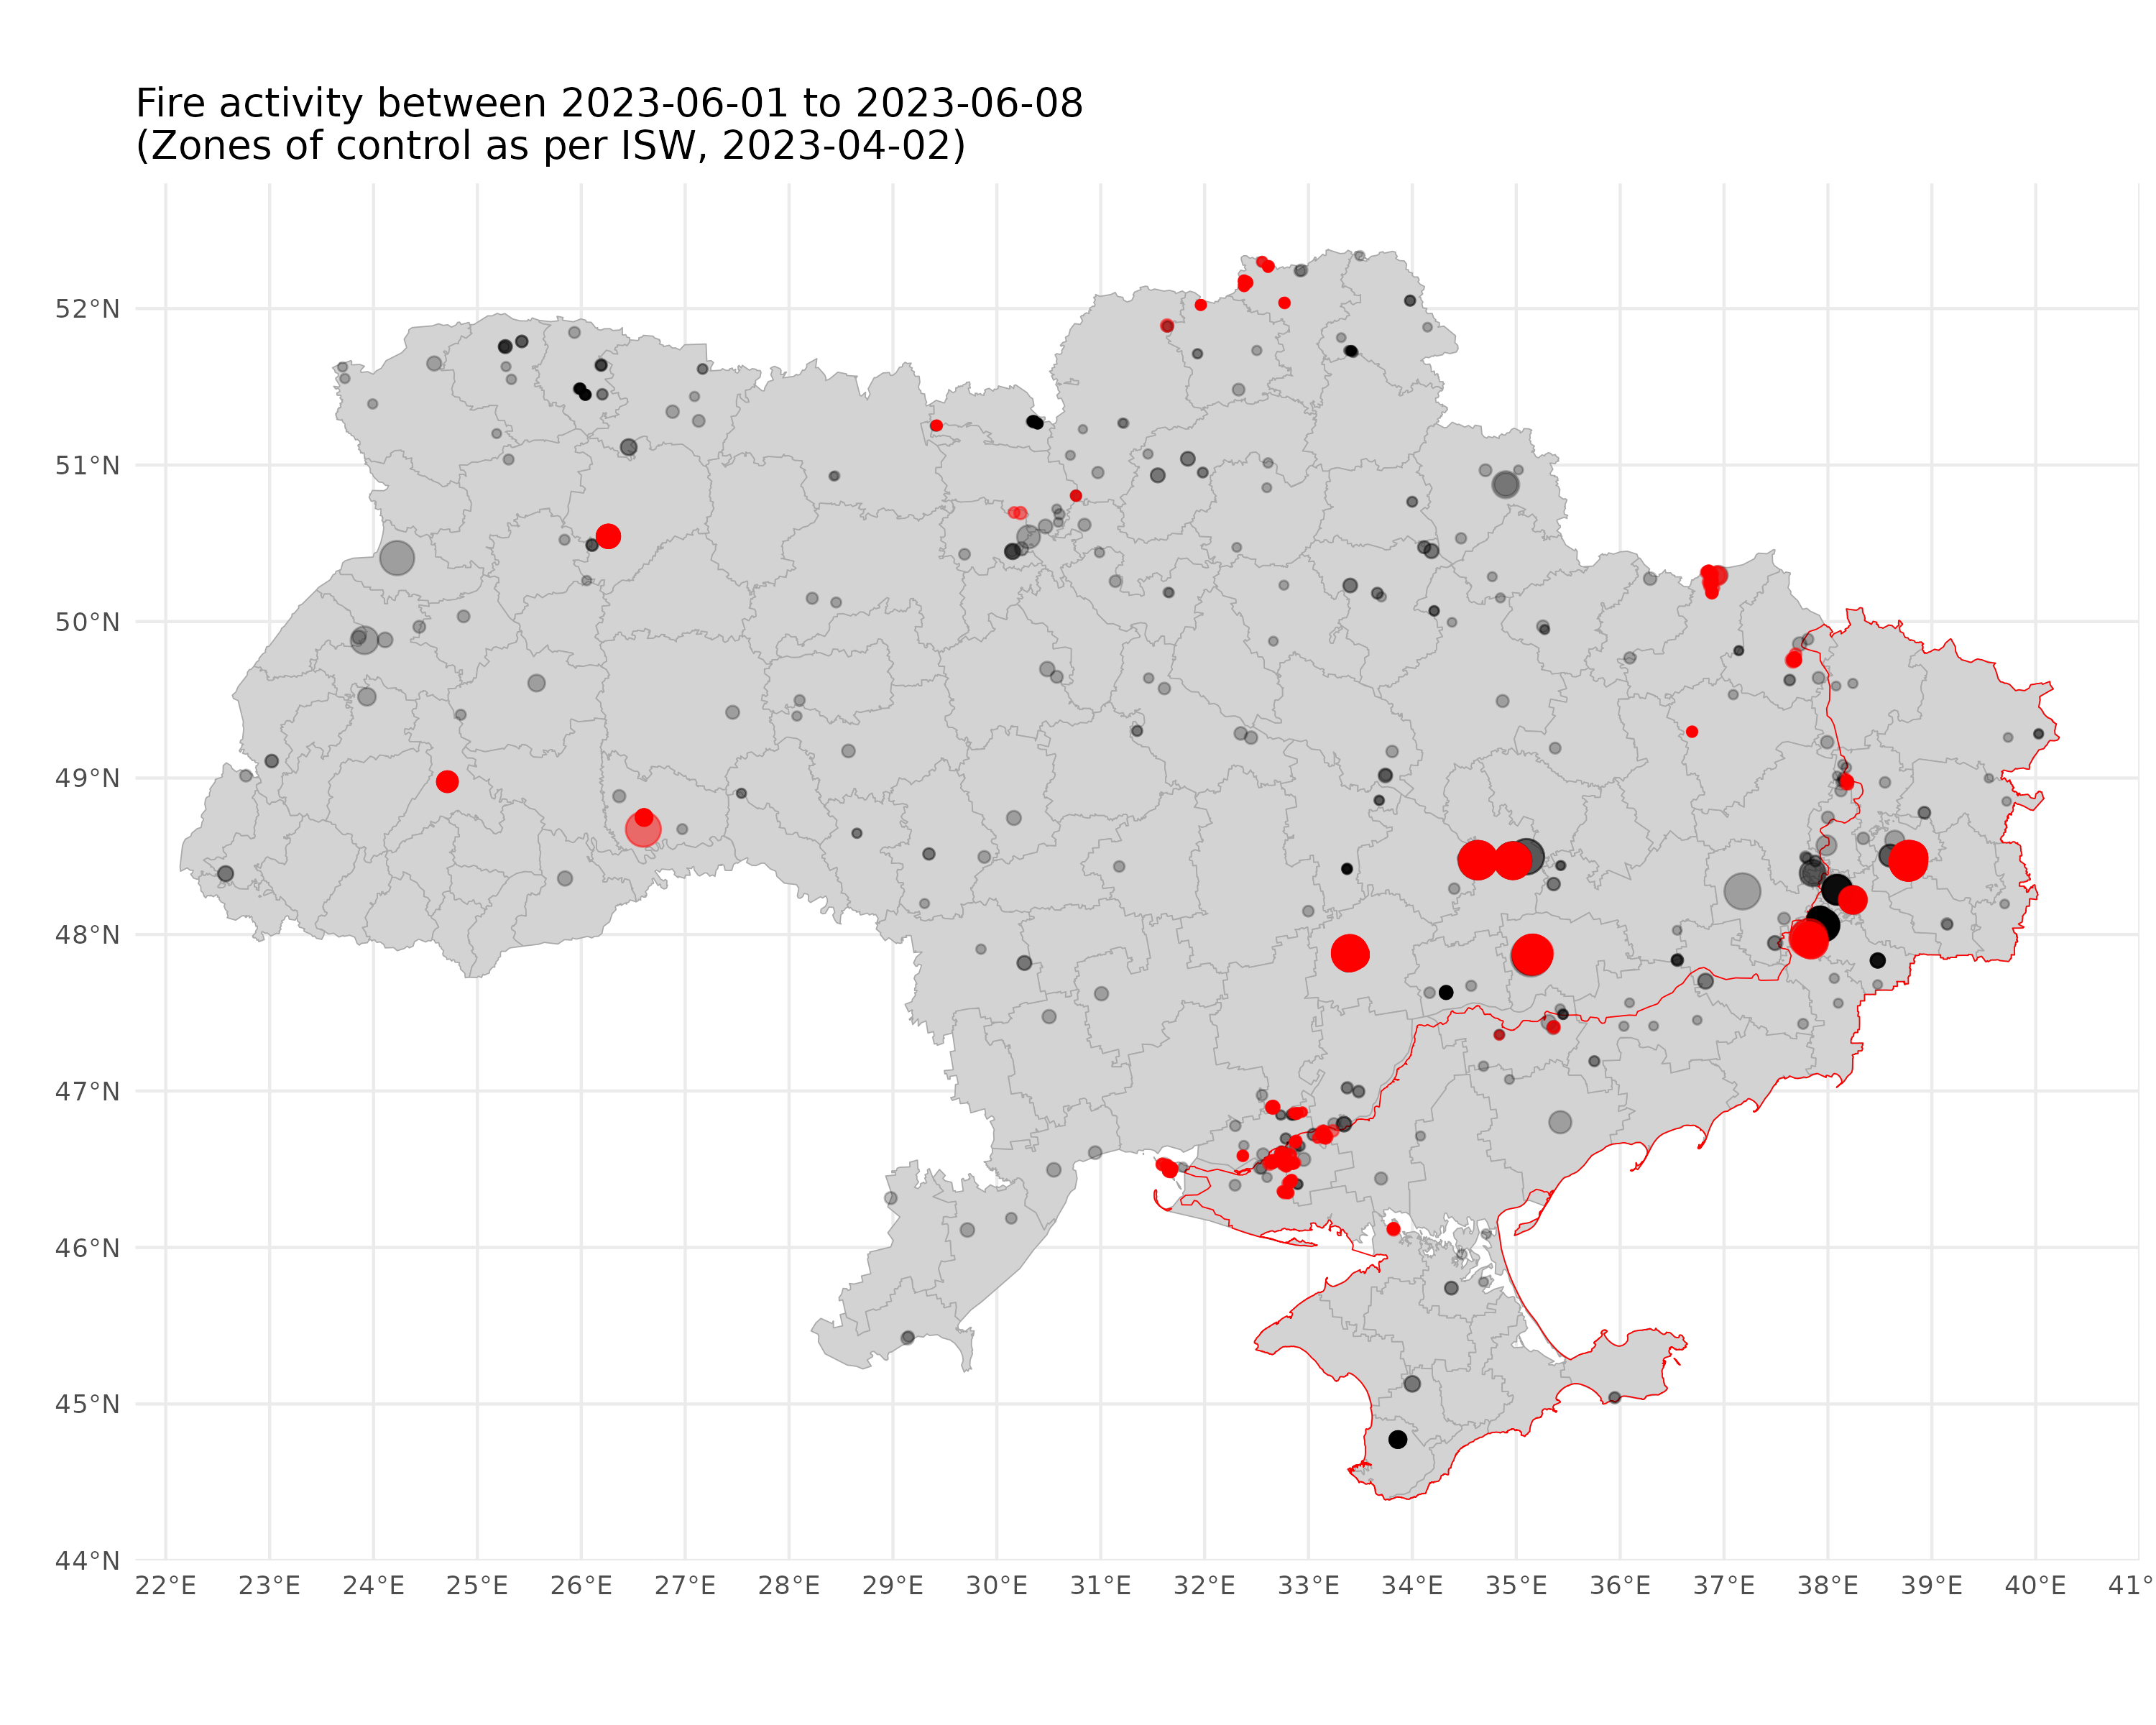 Fire activity between 2023-06-01 to 2023-06-08
(Zones of control as per ISW, 2023-04-02)
52°N
51°N
50°N
49°N
48°N
47°N
46°N
45°N
44°N
22°E 23°E 24°E 25°E 26°E 27°E 28°E 29°E 30°E 31°E 32°E 33°E 34°E 35°E 36°E 37°E 38°E 39°E 40°E 41°